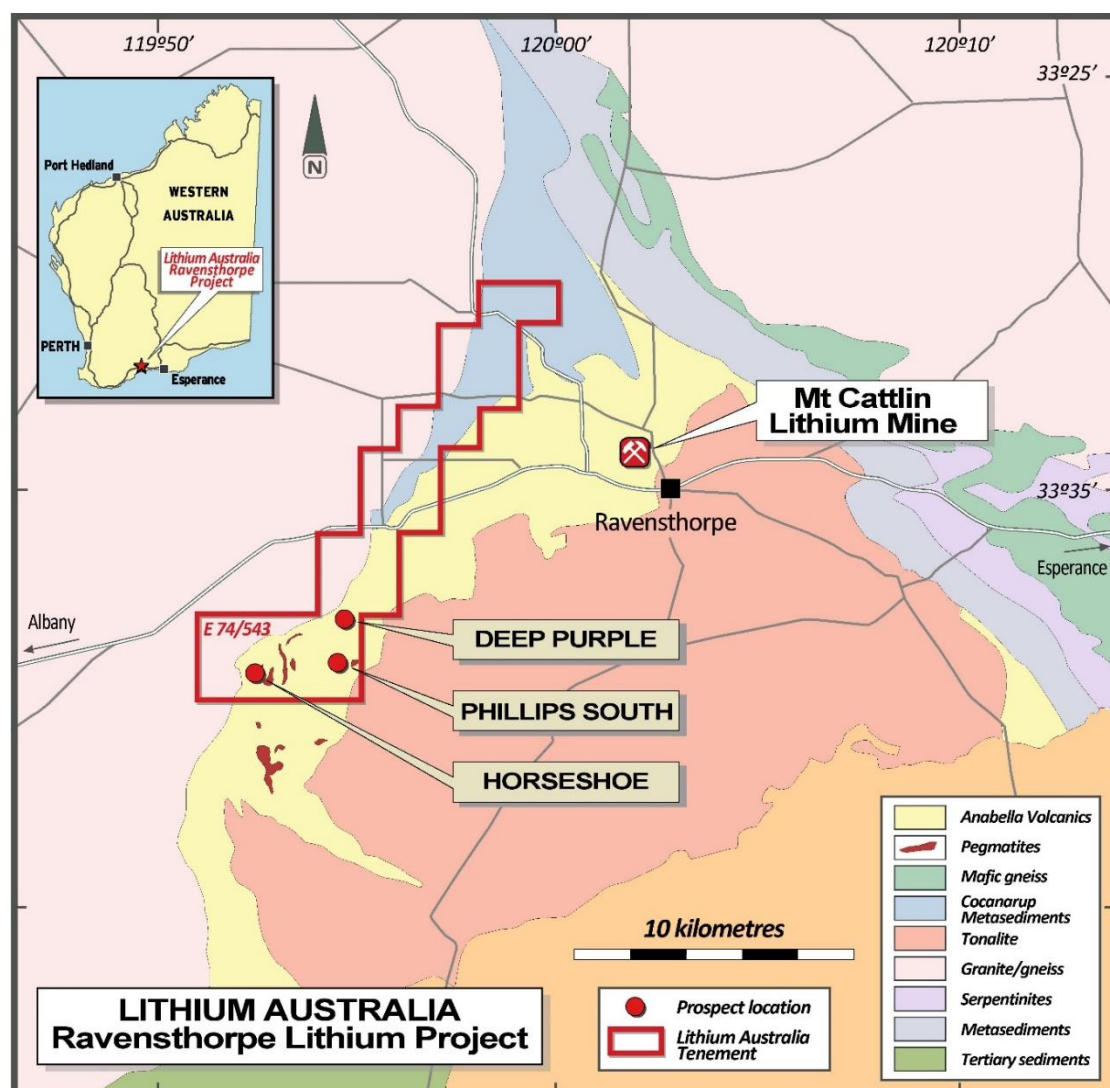 119º50'
120º00'
120º10'
33º25'
Port Hedland
WESTERN
AUSTRALIA
Lithium Australia
Ravensthorpe
Project
PERTH
Esperance
N
Mt Cattlin
Lithium Mine
33º35'
Ravensthorpe
Esperance
Albany
E 74/543
DEEP PURPLE
PHILLIPS SOUTH
HORSESHOE
10 kilometres
LITHIUM AUSTRALIA
Ravensthorpe Lithium Project
Prospect location
Lithium Australia
Tenement
Anabella Volcanics
Pegmatites
Mafic gneiss
Cocanarup
Metasediments
Tonalite
Granite/gneiss
Serpentinites
Metasediments
Tertiary sediments